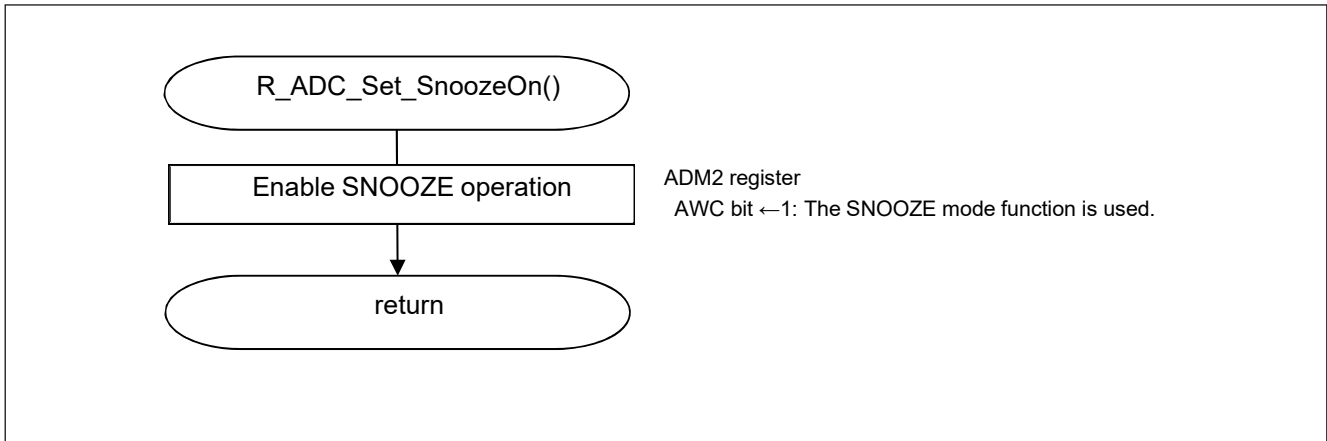 R_ADC_Set_SnoozeOn()
Enable SNOOZE operation
ADM2 register
AWC bit ←1: The SNOOZE mode function is used.
return